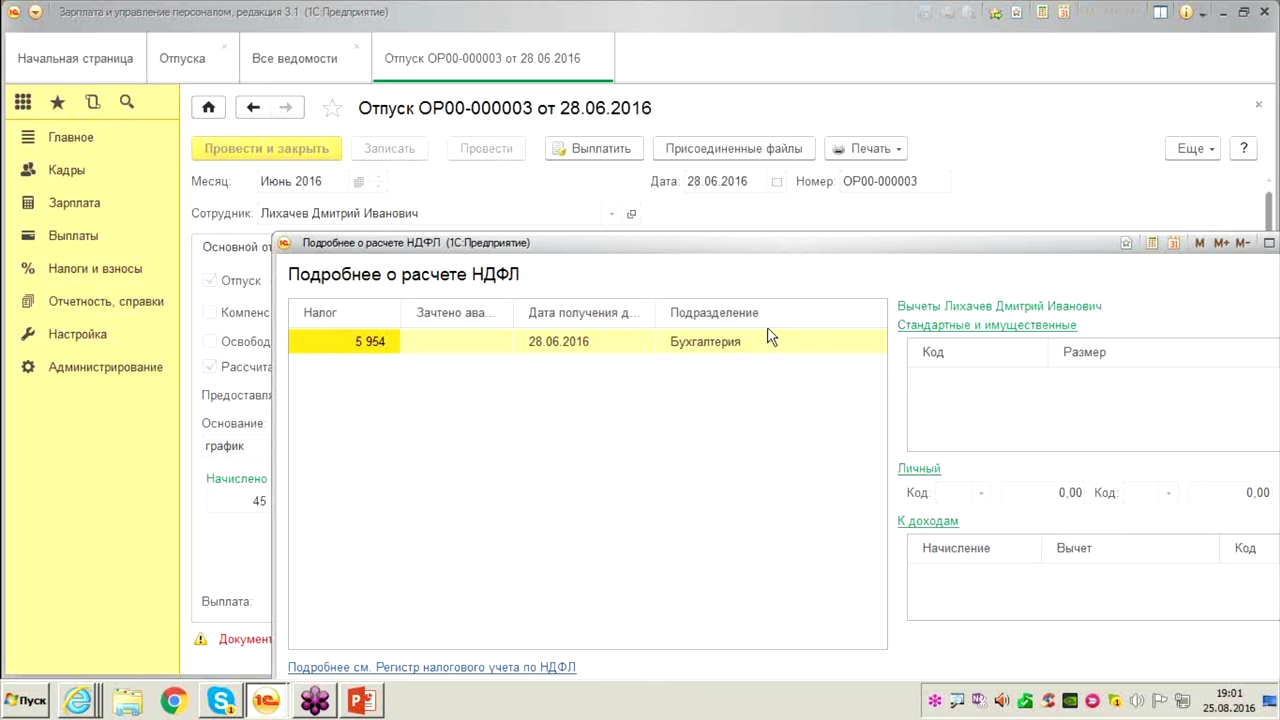 Зарплата и управление персоналом, редакция 3.1 (1С:Предприятие)
M M+ M-
Начальная страница
Отпуска
Все ведомости
Отпуск ОР00-000003 от 28.06.2016
Отпуск ОР00-000003 от 28.06.2016
Главное
Кадры
Зарплата
Выплаты
Налоги и взносы
Отчетность, справки
Настройка
Администрирование
Провести и закрыть
Записать
Провести
Выплатить
Присоединенные файлы
Печать
Еще
?
Месяц: Июнь 2016
Дата: 28.06.2016
Номер: ОР00-000003
Сотрудник: Лихачев Дмитрий Иванович
Основной от
Отпуск
Компенс
Освобод
Рассчита
Предоставля
Основание:
график
Начислено
45
Выплата:
Документ
Подробнее о расчете НДФЛ (1С:Предприятие)
M M+ M-
Подробнее о расчете НДФЛ
Налог Зачтено ава... Дата получения д... Подразделение
5 954 28.06.2016 Бухгалтерия
Подробнее см. Регистр налогового учета по НДФЛ
Вычеты Лихачев Дмитрий Иванович
Стандартные и имущественные
Код Размер
Личный
Код: 0,00 Код: 0,00
К доходам
Начисление Вычет Код
Пуск
19:01
25.08.2016